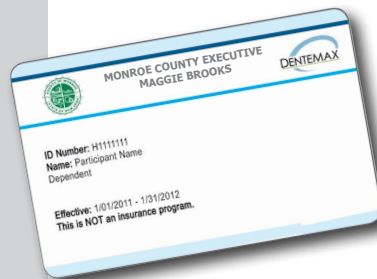 MONROE COUNTY EXECUTIVE
MAGGIE BROOKS
DENTEMAX
ID Number: H1111111
Name: Participant Name
Dependent
Effective: 1/01/2011 - 1/31/2012
This is NOT an insurance program.